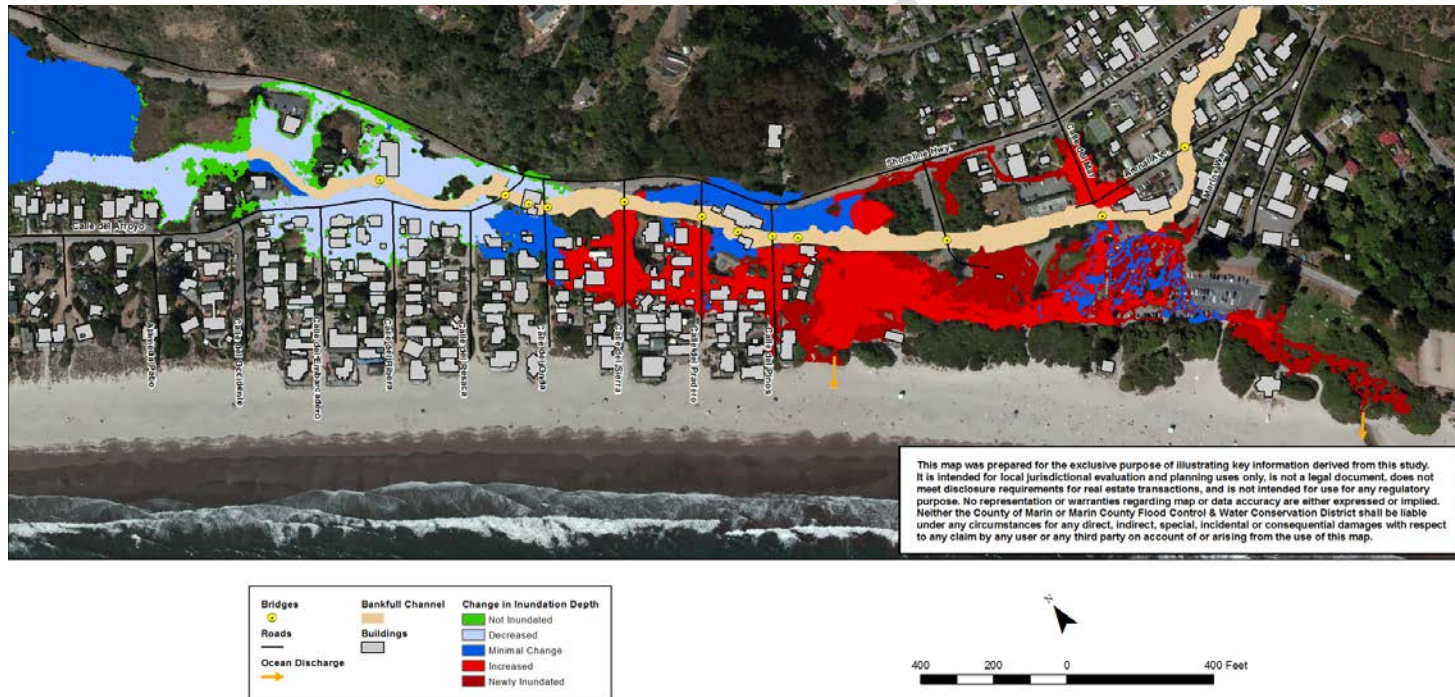 Shoreline Hwy
Calle del Mar
Arenal Ave
Calle del Arroyo
Calle del Occidente
Calle del Embarcadero
Calle del Ribera
Calle del Resaca
Calle del Onda
Calle del Sierra
Calle del Pradero
Calle del Pinos
This map was prepared for the exclusive purpose of illustrating key information derived from this study.
It is intended for local jurisdictional evaluation and planning uses only, is not a legal document, does not
meet disclosure requirements for real estate transactions, and is not intended for use for any regulatory
purpose. No representation or warranties regarding map or data accuracy are either expressed or implied.
Neither the County of Marin or Marin County Flood Control & Water Conservation District shall be liable
under any circumstances for any direct, indirect, special, incidental or consequential damages with respect
to any claim by any user or any third party on account of or arising from the use of this map.
Bridges
Roads
Ocean Discharge
Bankfull Channel
Buildings
Change in Inundation Depth
Not Inundated
Decreased
Minimal Change
Increased
Newly Inundated
N
400 200 0 400 Feet